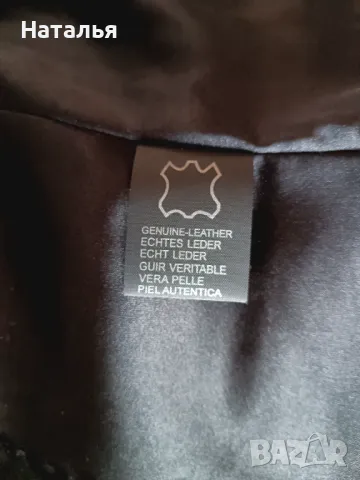 Наталья
GENUINE-LEATHER
ECHTES LEDER
ECHT LEDER
GUIR VERITABLE
VERA PELLE
PIEL AUTENTICA
BAZAR